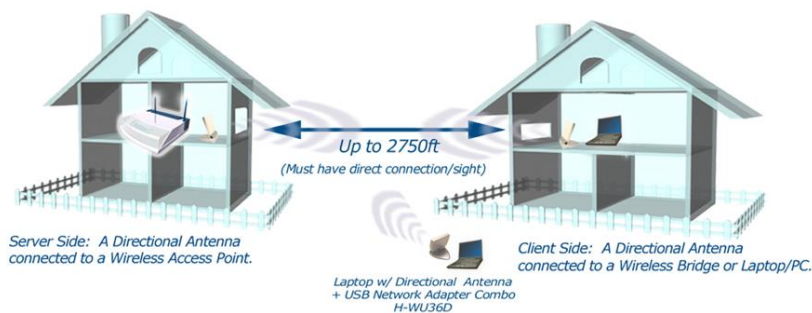 Up to 2750ft
(Must have direct connection/sight)
Server Side: A Directional Antenna
connected to a Wireless Access Point.
Client Side: A Directional Antenna
connected to a Wireless Bridge or Laptop/PC.
Laptop w/ Directional Antenna
+ USB Network Adapter Combo
H-WU36D